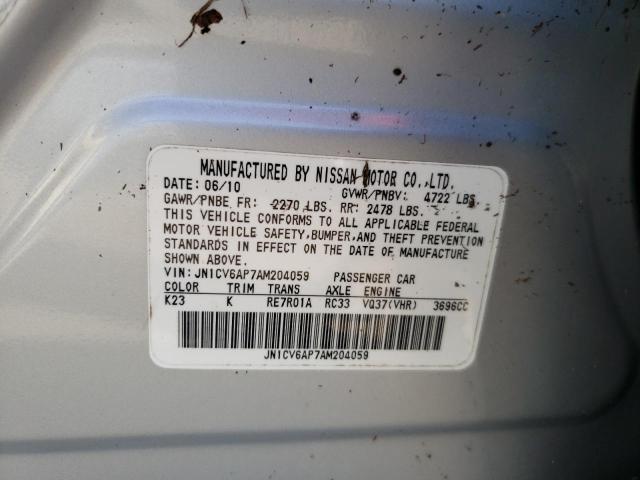 MANUFACTURED BY NISSAN MOTOR CO.,LTD.
DATE: 06/10 GVWR/PNBV: 4722 LBS.
GAWR/PNBE FR: 2270 LBS. RR: 2478 LBS.
THIS VEHICLE CONFORMS TO ALL APPLICABLE FEDERAL
MOTOR VEHICLE SAFETY, BUMPER, AND THEFT PREVENTION
STANDARDS IN EFFECT ON THE DATE OF MANUFACTURE
SHOWN ABOVE.
VIN: JN1CV6AP7AM204059 PASSENGER CAR
COLOR TRIM TRANS AXLE ENGINE
K23 K RE7R01A RC33 VQ37(VHR) 3696CC
JN1CV6AP7AM204059